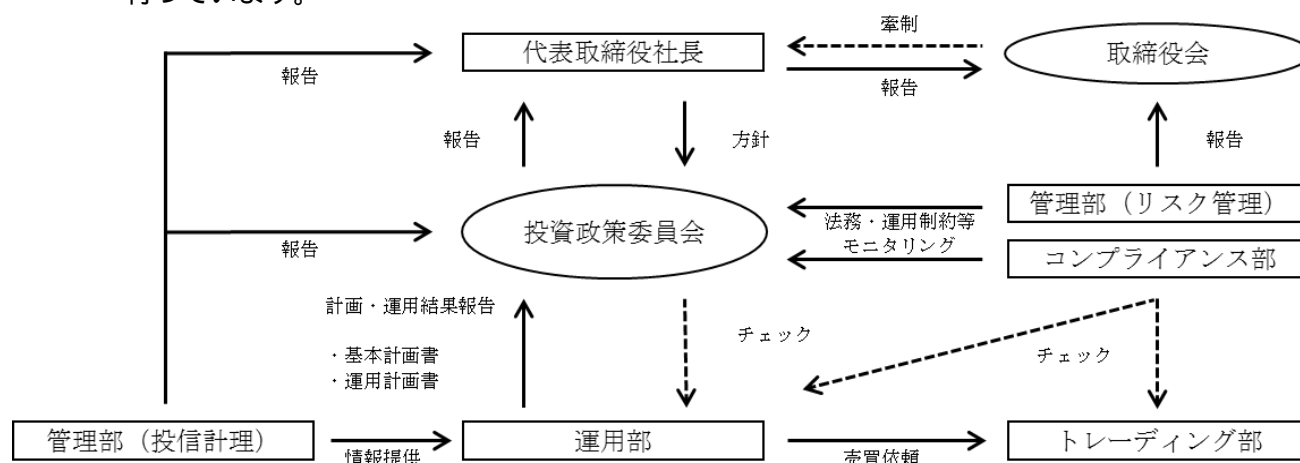 行っています。
牽制
代表取締役社長
取締役会
報告
報告
報告
方針
報告
管理部（リスク管理）
法務・運用制約等
モニタリング
投資政策委員会
報告
コンプライアンス部
計画・運用結果報告
チェック
・基本計画書
・運用計画書
チェック
管理部（投信計理）
運用部
トレーディング部
情報提供
売買依頼